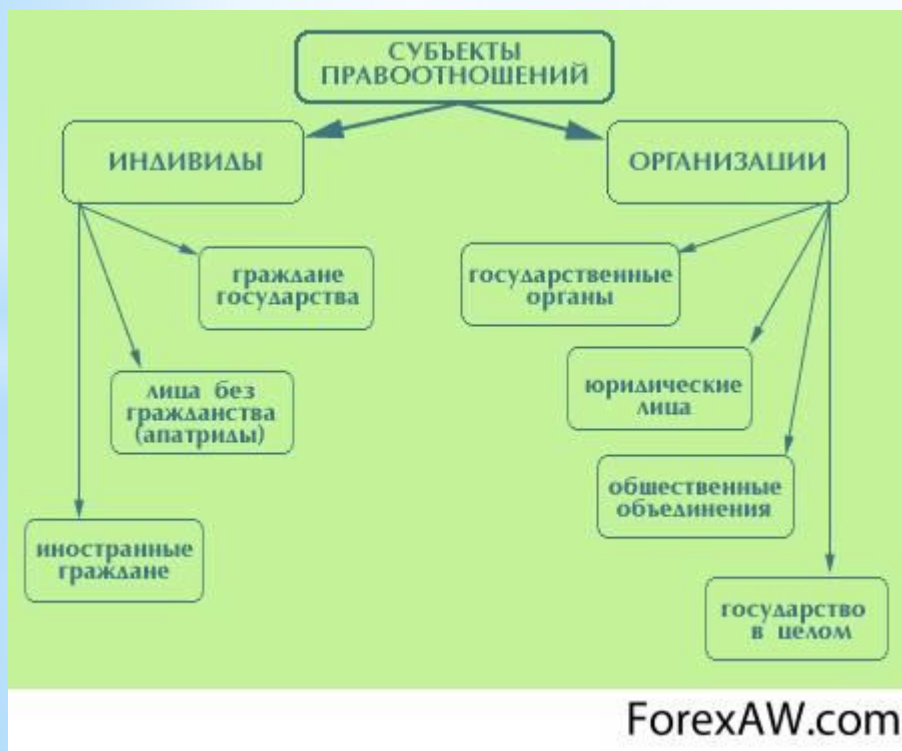 СУБЪЕКТЫ
ПРАВООТНОШЕНИЙ
ИНДИВИДЫ
ОРГАНИЗАЦИИ
граждане
государства
государственные
органы
лица без
гражданства
(апатриды)
юридические
лица
общественные
объединения
иностранные
граждане
государство
в целом
ForexAW.com